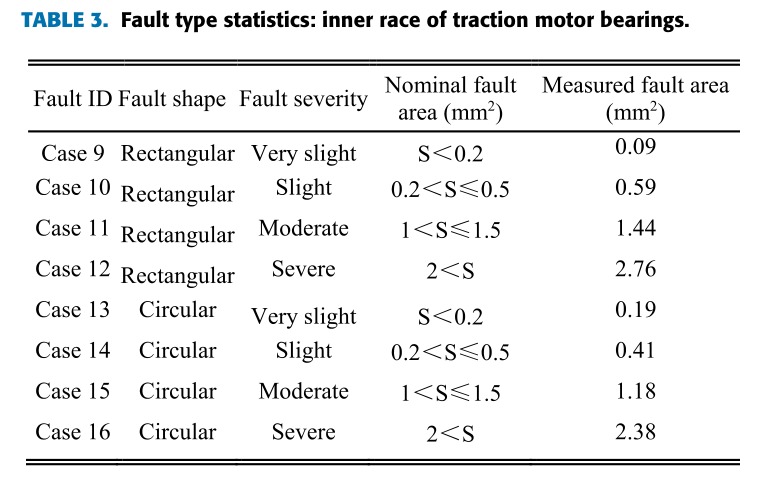 TABLE 3. Fault type statistics: inner race of traction motor bearings.
Fault ID Fault shape Fault severity Nominal fault area (mm²) Measured fault area (mm²)
Case 9 Rectangular Very slight S<0.2 0.09
Case 10 Rectangular Slight 0.2<S⩽0.5 0.59
Case 11 Rectangular Moderate 1<S⩽1.5 1.44
Case 12 Rectangular Severe 2<S 2.76
Case 13 Circular Very slight S<0.2 0.19
Case 14 Circular Slight 0.2<S⩽0.5 0.41
Case 15 Circular Moderate 1<S⩽1.5 1.18
Case 16 Circular Severe 2<S 2.38